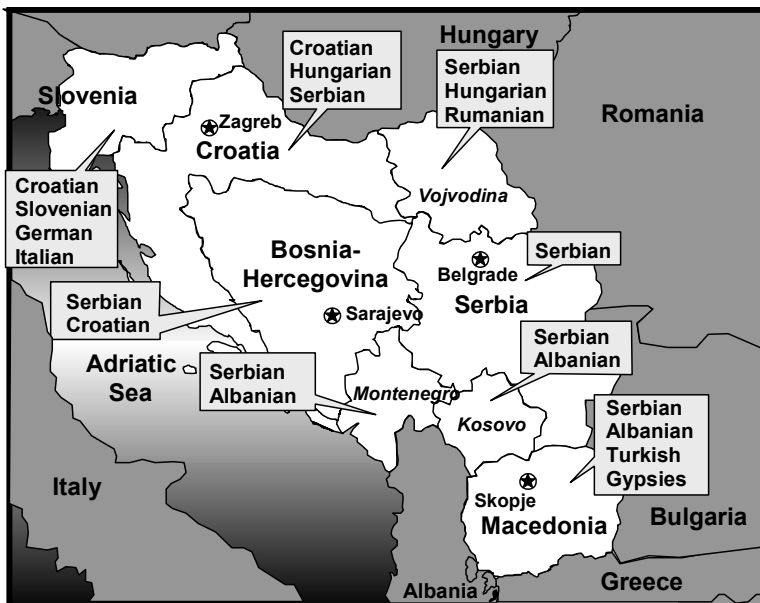 Hungary
Croatian
Hungarian
Serbian
Serbian
Hungarian
Rumanian
Slovenia
Romania
Zagreb
Croatia
Croatian
Slovenian
German
Italian
Vojvodina
Bosnia-
Hercegovina
Serbian
Belgrade
Serbia
Serbian
Croatian
Sarajevo
Serbian
Albanian
Adriatic
Sea
Serbian
Albanian
Montenegro
Kosovo
Serbian
Albanian
Turkish
Gypsies
Italy
Skopje
Macedonia
Bulgaria
Albania
Greece